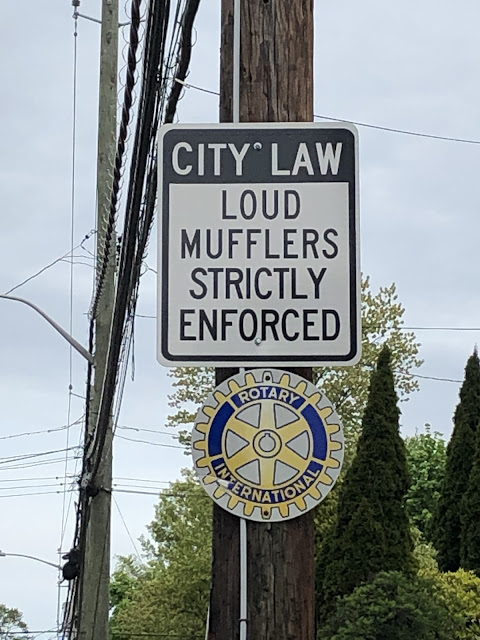 CITY LAW
LOUD
MUFFLERS
STRICTLY
ENFORCED
ROTARY
INTERNATIONAL